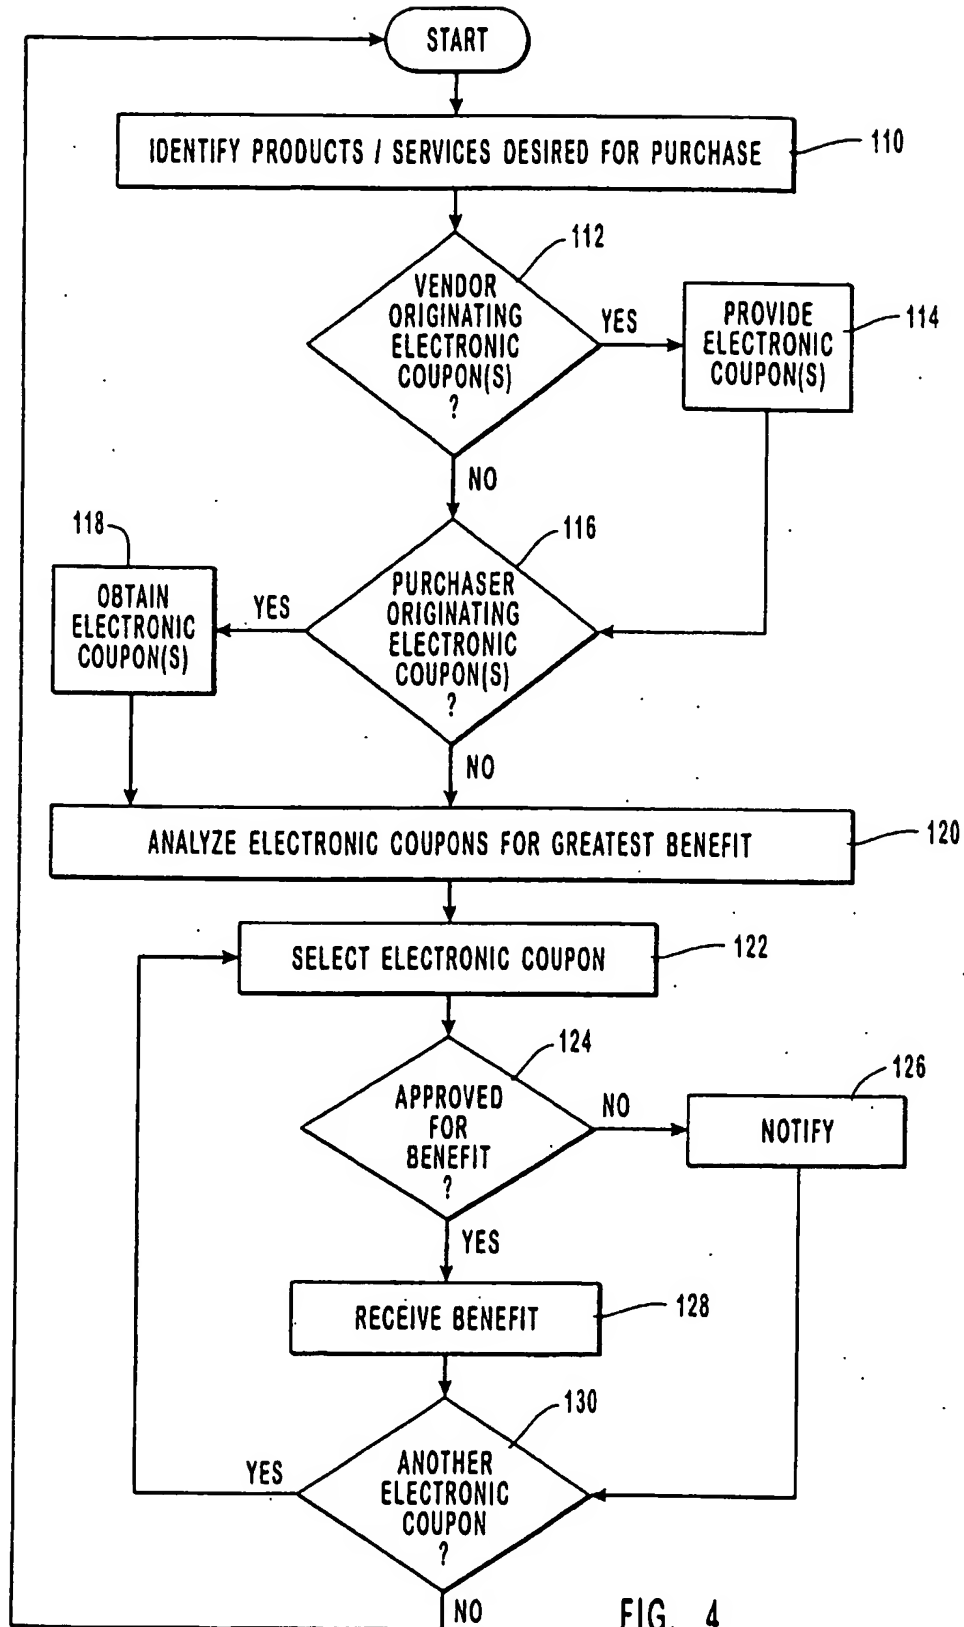 START
IDENTIFY PRODUCTS / SERVICES DESIRED FOR PURCHASE
110
112
VENDOR
ORIGINATING
ELECTRONIC
COUPON(S)
?
YES
PROVIDE
ELECTRONIC
COUPON(S)
114
NO
118
OBTAIN
ELECTRONIC
COUPON(S)
YES
116
PURCHASER
ORIGINATING
ELECTRONIC
COUPON(S)
?
NO
ANALYZE ELECTRONIC COUPONS FOR GREATEST BENEFIT
120
SELECT ELECTRONIC COUPON
122
124
APPROVED
FOR
BENEFIT
?
NO
126
NOTIFY
YES
RECEIVE BENEFIT
128
130
ANOTHER
ELECTRONIC
COUPON
?
YES
NO
FIG. 4